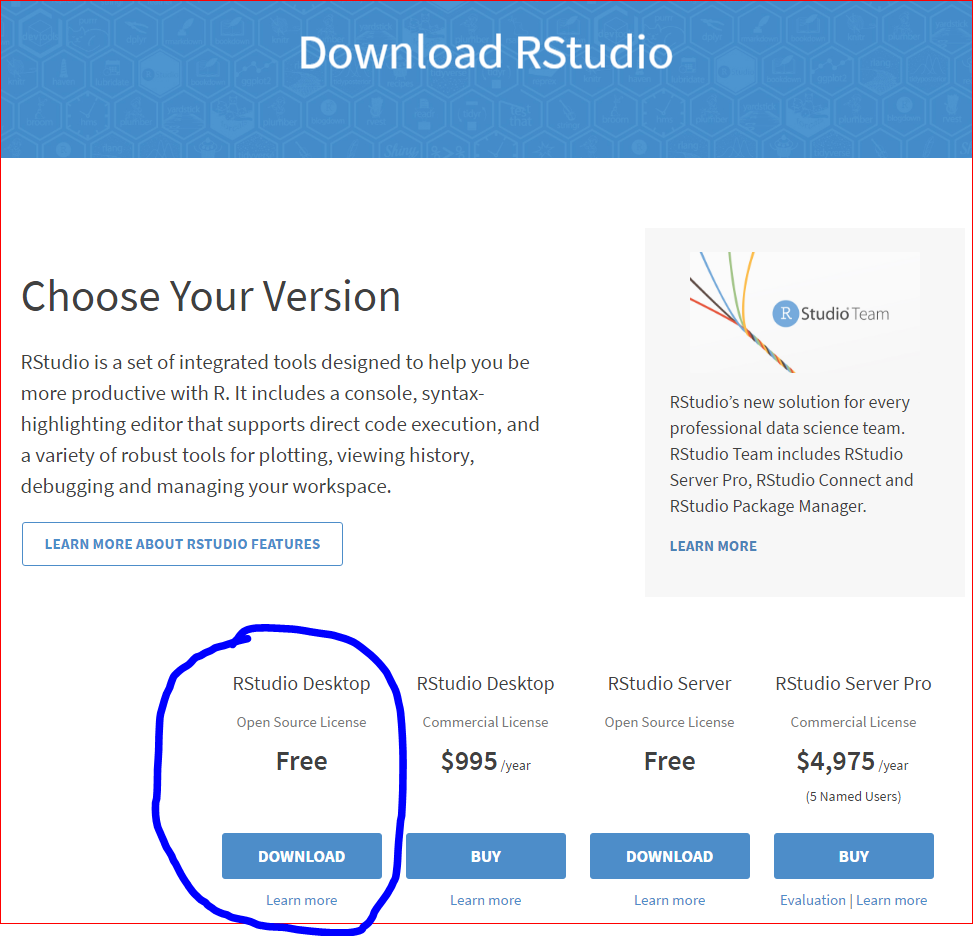 Download RStudio
Choose Your Version
RStudio is a set of integrated tools designed to help you be
more productive with R. It includes a console, syntax-
highlighting editor that supports direct code execution, and
a variety of robust tools for plotting, viewing history,
debugging and managing your workspace.
LEARN MORE ABOUT RSTUDIO FEATURES
R Studio Team
RStudio’s new solution for every
professional data science team.
RStudio Team includes RStudio
Server Pro, RStudio Connect and
RStudio Package Manager.
LEARN MORE
RStudio Desktop
Open Source License
Free
DOWNLOAD
Learn more
RStudio Desktop
Commercial License
$995 /year
BUY
Learn more
RStudio Server
Open Source License
Free
DOWNLOAD
Learn more
RStudio Server Pro
Commercial License
$4,975 /year
(5 Named Users)
BUY
Evaluation | Learn more